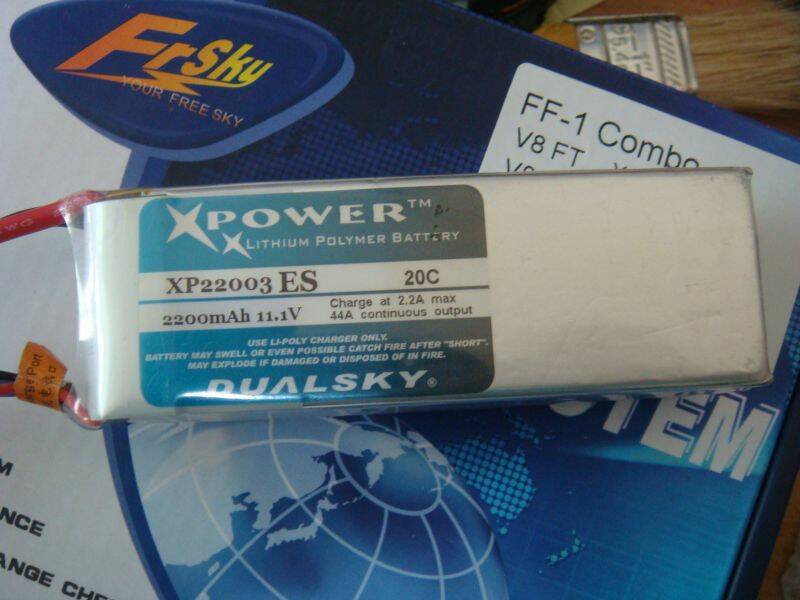 FrSky
YOUR FREE SKY
FF-1 Combo
V8 FT
XPOWER™
X LITHIUM POLYMER BATTERY
XP22003 ES 20C
2200mAh 11.1V
Charge at 2.2A max
44A continuous output
USE LI-POLY CHARGER ONLY.
BATTERY MAY SWELL OR EVEN POSSIBLE CATCH FIRE AFTER "SHORT".
MAY EXPLODE IF DAMAGED OR DISPOSED OF IN FIRE.
DUALSKY®
TEM
M
NCE
ANGE CHE